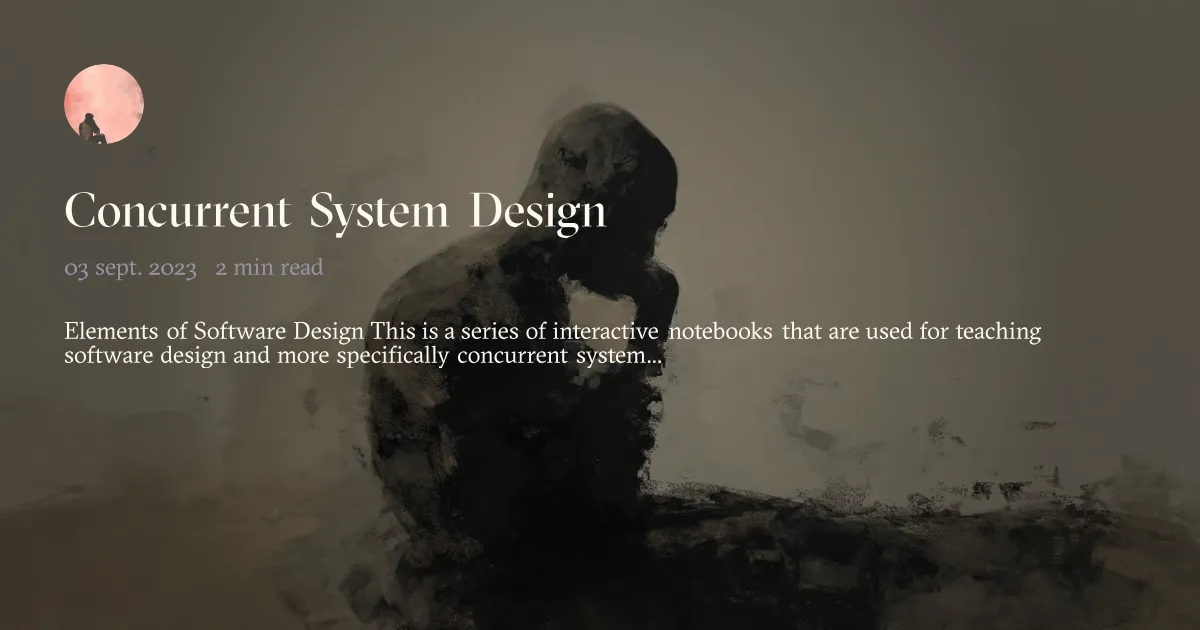 Concurrent System Design
03 sept. 2023 2 min read
Elements of Software Design This is a series of interactive notebooks that are used for teaching
software design and more specifically concurrent system...